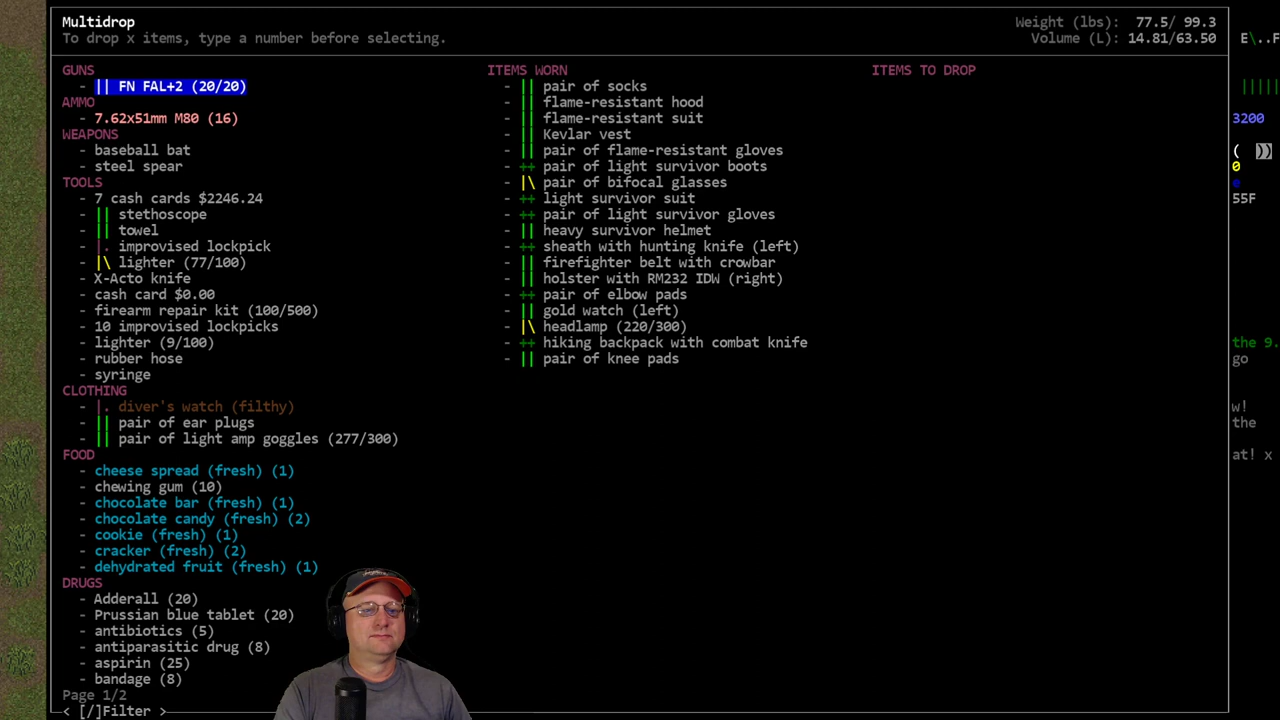 Multidrop
To drop x items, type a number before selecting.
Weight (lbs): 77.5/ 99.3
Volume (L): 14.81/63.50
GUNS
- || FN FAL+2 (20/20)
AMMO
- 7.62x51mm M80 (16)
WEAPONS
- baseball bat
- steel spear
TOOLS
- 7 cash cards $2246.24
- || stethoscope
- || towel
- |. improvised lockpick
- |\ lighter (77/100)
- X-Acto knife
- cash card $0.00
- firearm repair kit (100/500)
- 10 improvised lockpicks
- lighter (9/100)
- rubber hose
- syringe
CLOTHING
- |. diver's watch (filthy)
- || pair of ear plugs
- || pair of light amp goggles (277/300)
FOOD
- cheese spread (fresh) (1)
- chewing gum (10)
- chocolate bar (fresh) (1)
- chocolate candy (fresh) (2)
- cookie (fresh) (1)
- cracker (fresh) (2)
- dehydrated fruit (fresh) (1)
DRUGS
- Adderall (20)
- Prussian blue tablet (20)
- antibiotics (5)
- antiparasitic drug (8)
- aspirin (25)
- bandage (8)
Page 1/2
< [/]Filter >
ITEMS WORN
- || pair of socks
- || flame-resistant hood
- || flame-resistant suit
- || Kevlar vest
- || pair of flame-resistant gloves
- ++ pair of light survivor boots
- |\ pair of bifocal glasses
- ++ light survivor suit
- ++ pair of light survivor gloves
- || heavy survivor helmet
- ++ sheath with hunting knife (left)
- || firefighter belt with crowbar
- || holster with RM232 IDW (right)
- ++ pair of elbow pads
- || gold watch (left)
- |\ headlamp (220/300)
- ++ hiking backpack with combat knife
- || pair of knee pads
ITEMS TO DROP
E\..F
|||||
3200
( ))
0
0
55F
the 9.
go
w!
the
at! x